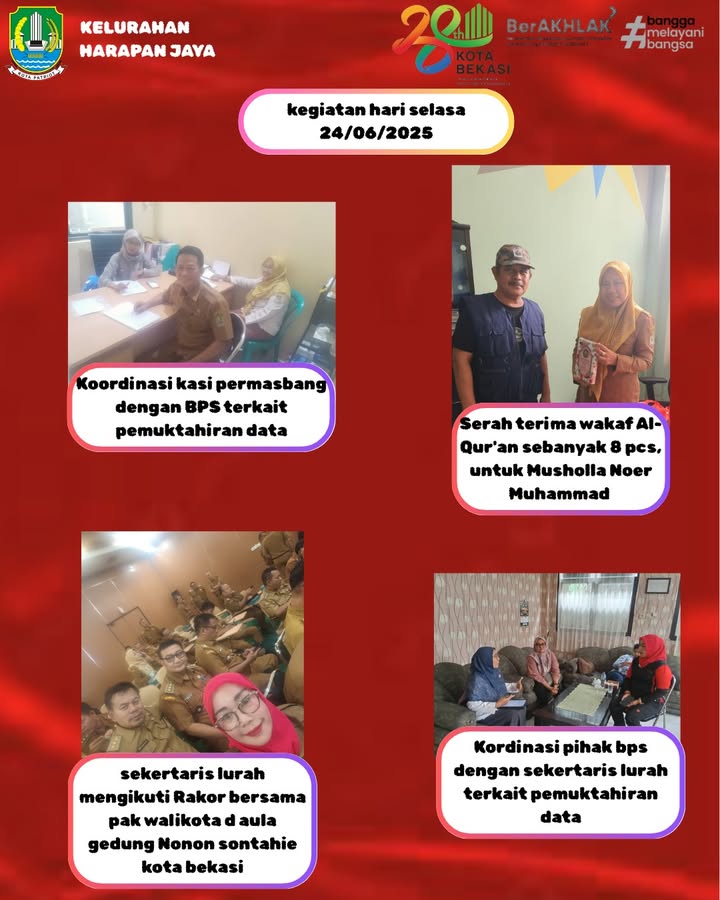 KELURAHAN
HARAPAN JAYA
KOTA PATRIOT
28th
KOTA
BEKASI
BerAKHLAK
#bangga
melayani
bangsa
kegiatan hari selasa
24/06/2025
Koordinasi kasi permasbang
dengan BPS terkait
pemuktahiran data
Serah terima wakaf Al-
Qur'an sebanyak 8 pcs,
untuk Musholla Noer
Muhammad
sekertaris lurah
mengikuti Rakor bersama
pak walikota d aula
gedung Nonon sontahie
kota bekasi
Kordinasi pihak bps
dengan sekertaris lurah
terkait pemuktahiran
data